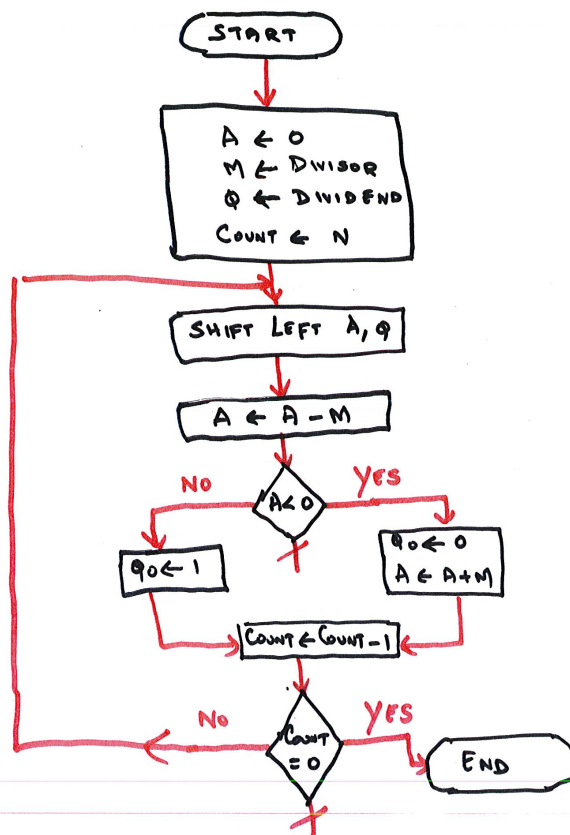 START
A ← 0
M ← DIVISOR
Q ← DIVIDEND
COUNT ← N
SHIFT LEFT A, Q
A ← A - M
A<0
NO
YES
Q0 ← 1
Q0 ← 0
A ← A+M
COUNT ← COUNT-1
COUNT
= 0
NO
YES
END